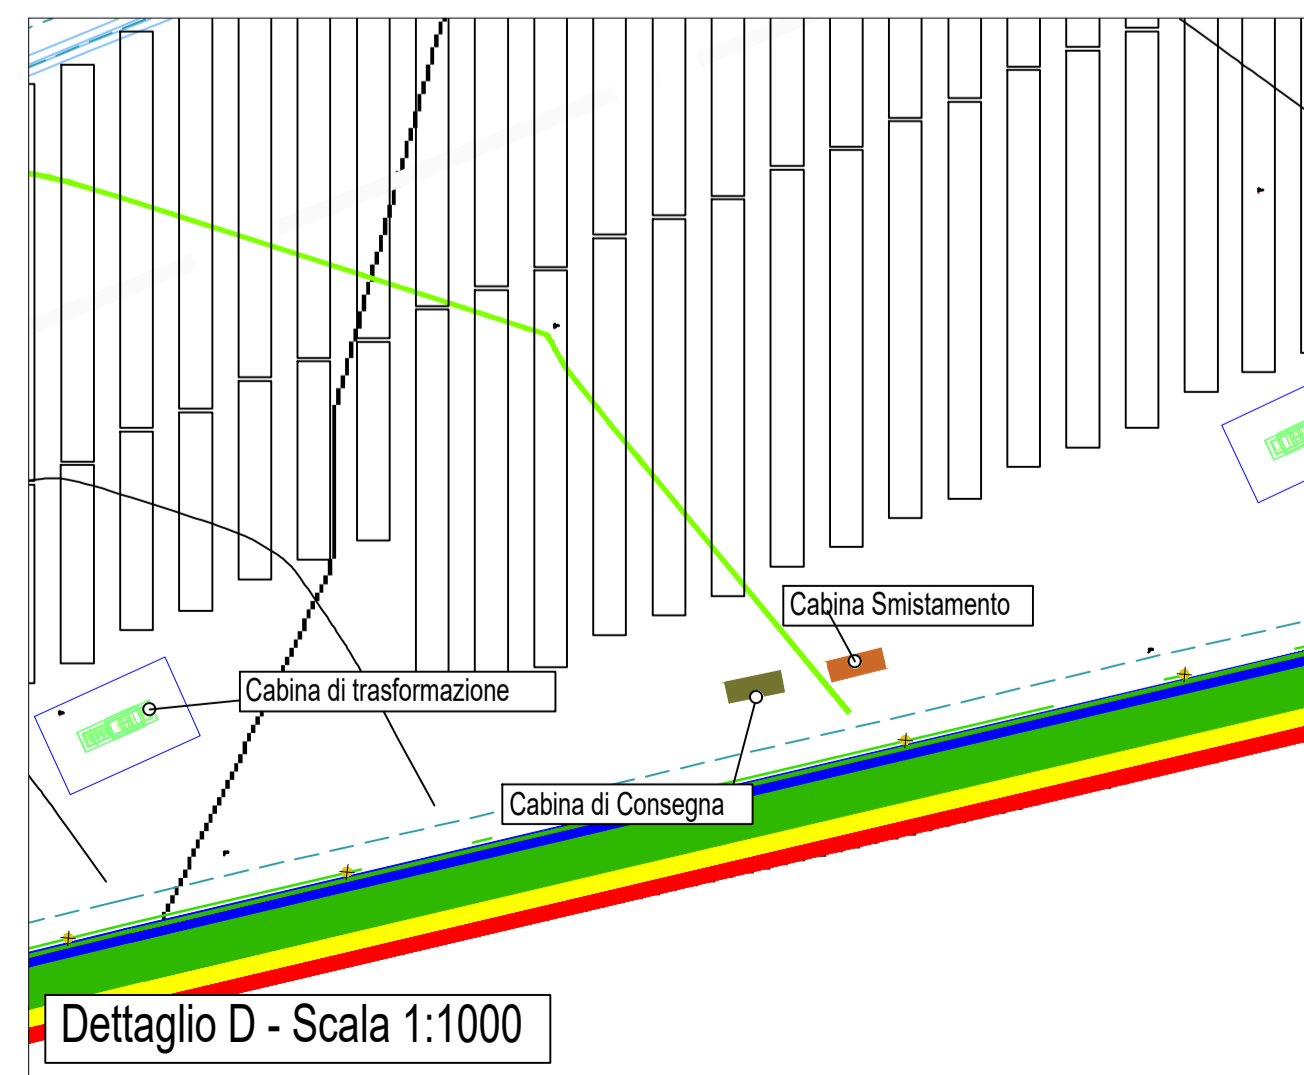 Cabina Smistamento
Cabina di trasformazione
Cabina di Consegna
Dettaglio D - Scala 1:1000